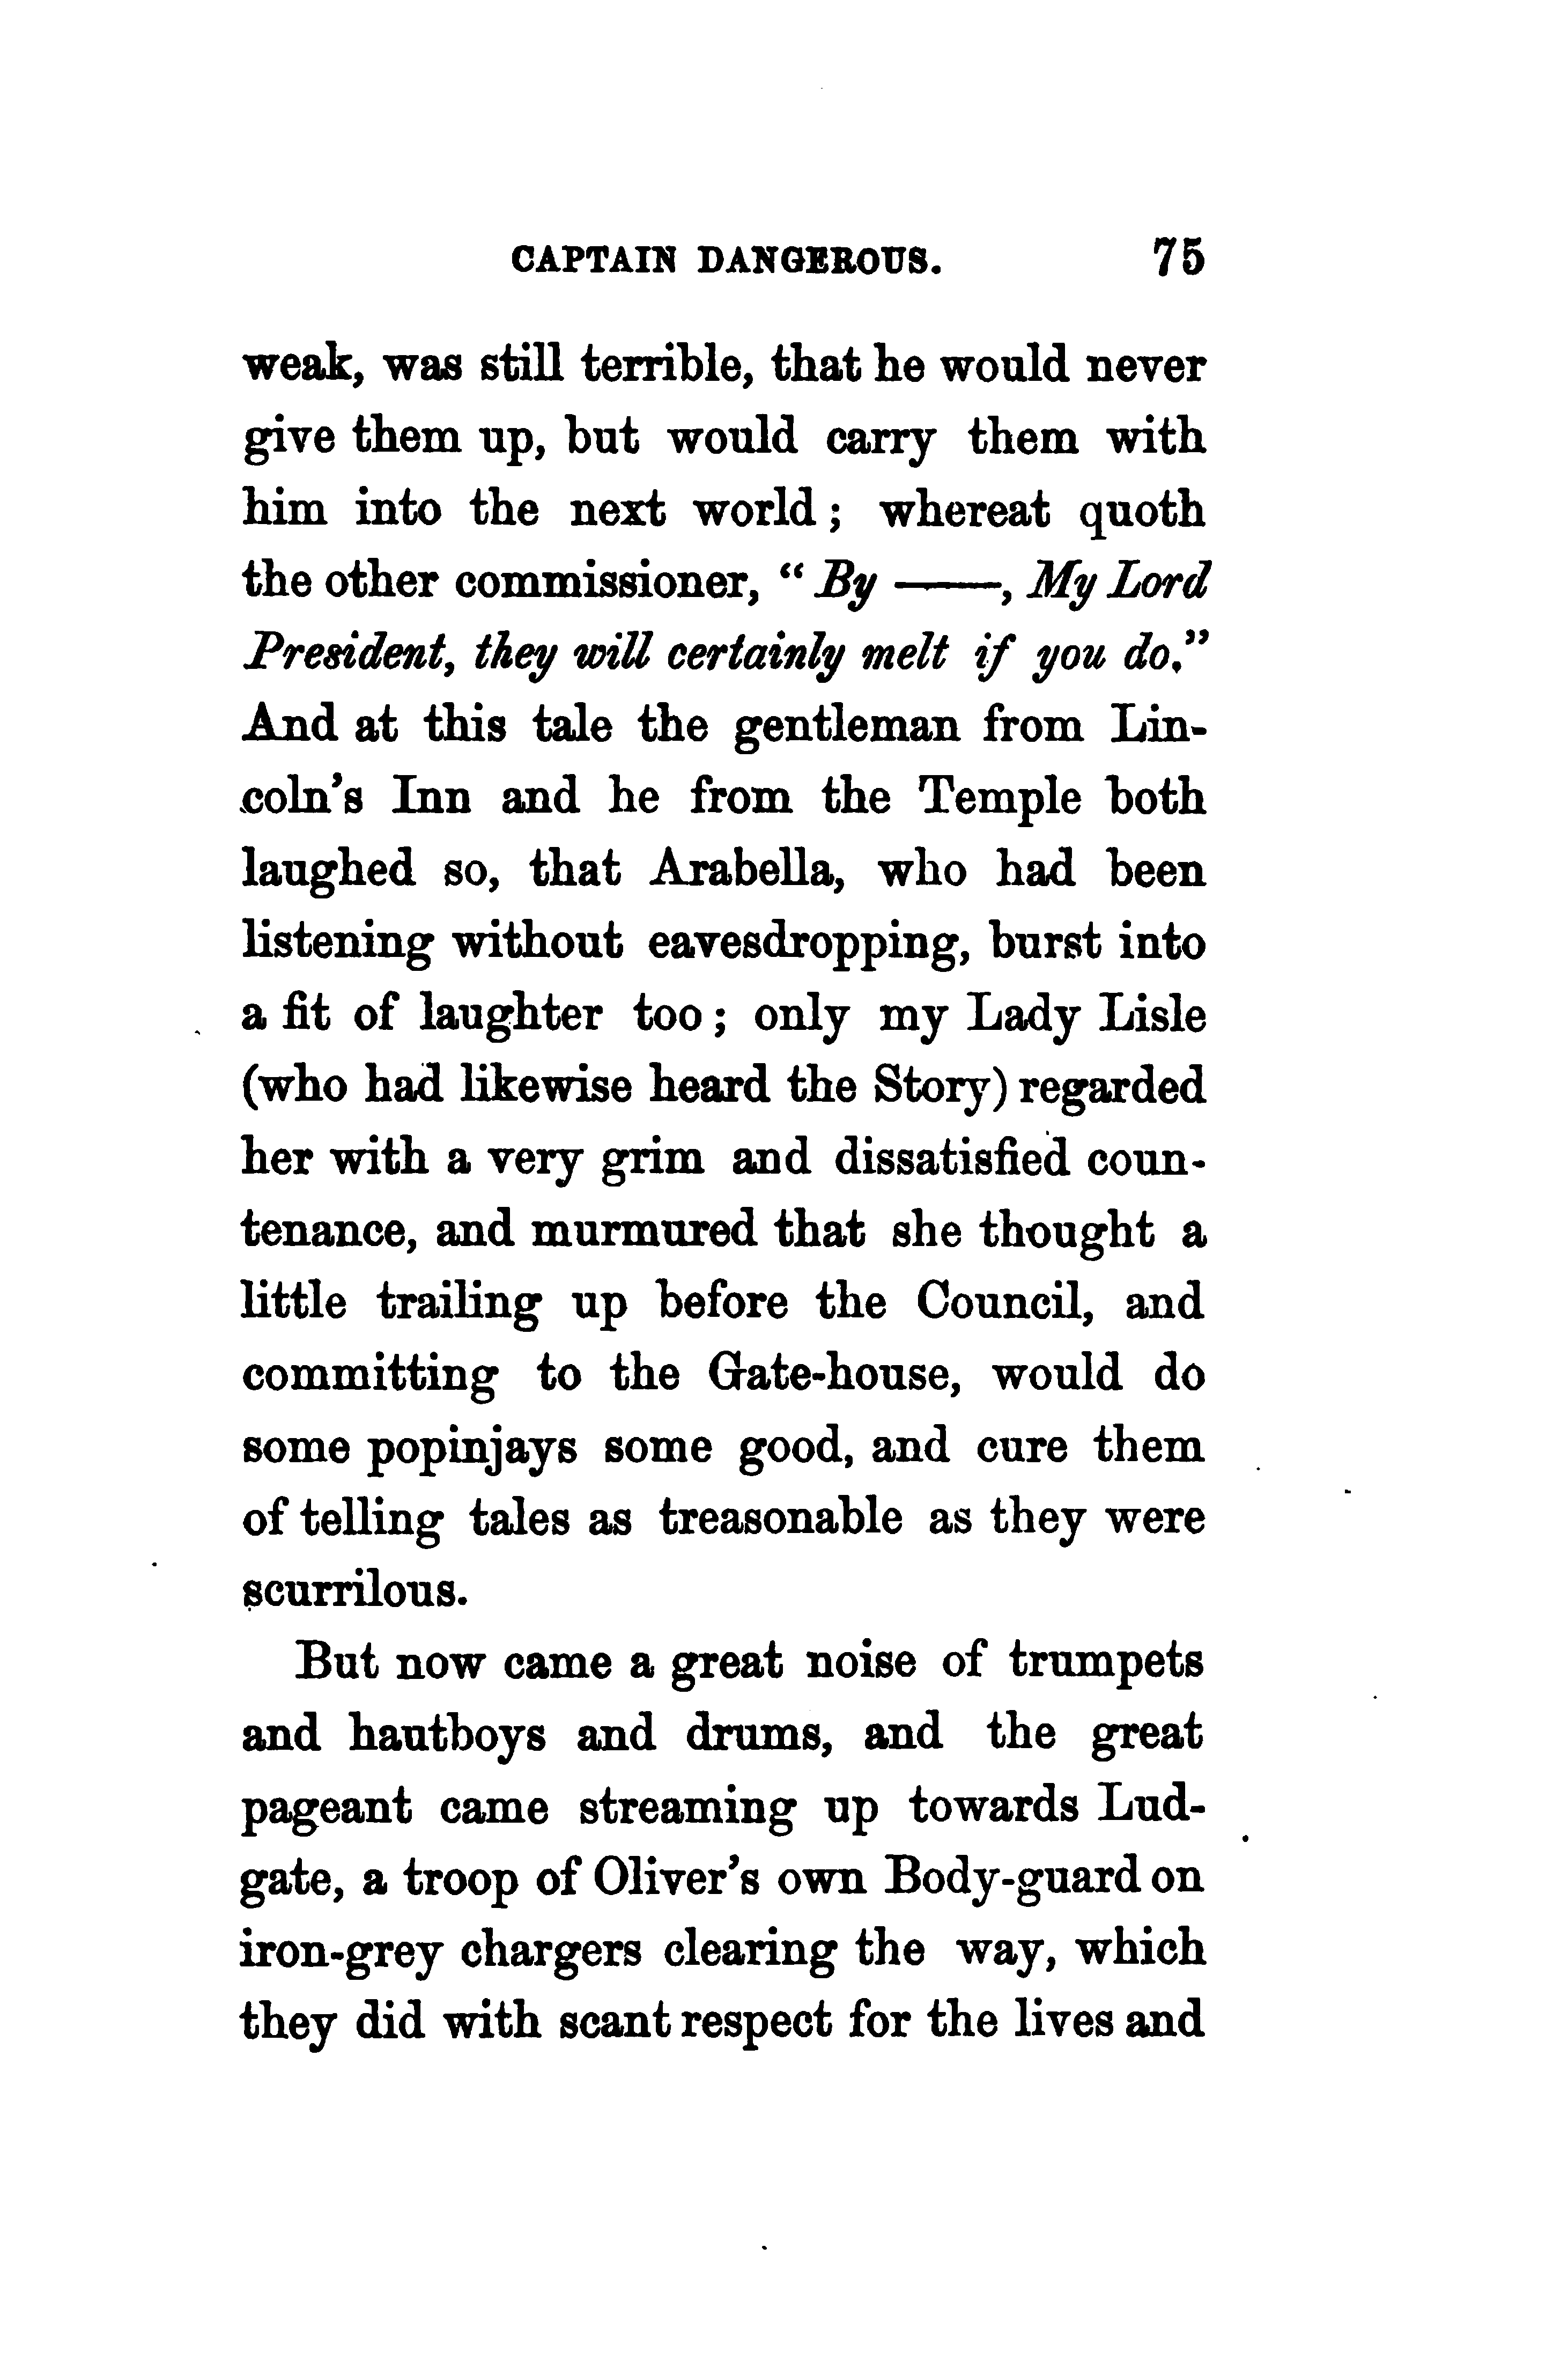 CAPTAIN DANGEROUS. 75
weak, was still terrible, that he would never
give them up, but would carry them with
him into the next world; whereat quoth
the other commissioner, "By ——, My Lord
President, they will certainly melt if you do."
And at this tale the gentleman from Lin-
coln's Inn and he from the Temple both
laughed so, that Arabella, who had been
listening without eavesdropping, burst into
a fit of laughter too; only my Lady Lisle
(who had likewise heard the Story) regarded
her with a very grim and dissatisfied coun-
tenance, and murmured that she thought a
little trailing up before the Council, and
committing to the Gate-house, would do
some popinjays some good, and cure them
of telling tales as treasonable as they were
scurrilous.
But now came a great noise of trumpets
and hautboys and drums, and the great
pageant came streaming up towards Lud-
gate, a troop of Oliver's own Body-guard on
iron-grey chargers clearing the way, which
they did with scant respect for the lives and